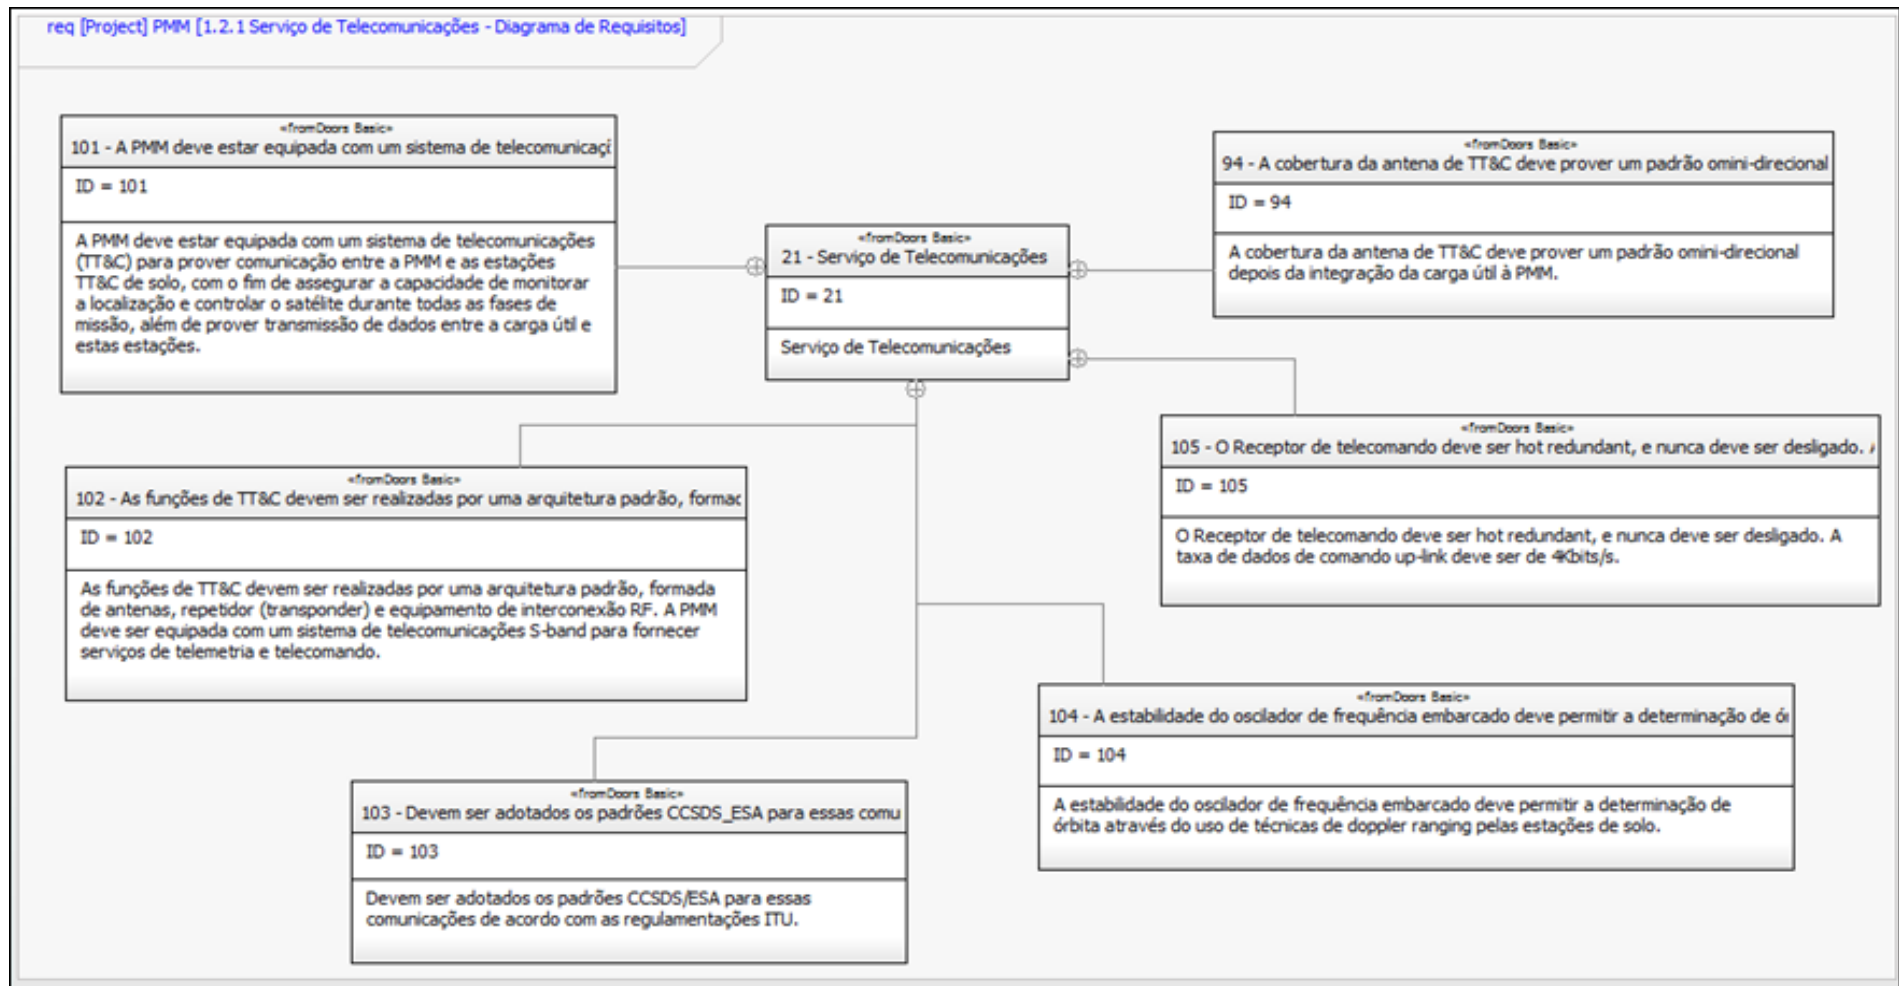 req [Project] PMM [1.2.1 Serviço de Telecomunicações - Diagrama de Requisitos]
«fromDoors Basic»
101 - A PMM deve estar equipada com um sistema de telecomunicaçõ
ID = 101
A PMM deve estar equipada com um sistema de telecomunicações
(TT&C) para prover comunicação entre a PMM e as estações
TT&C de solo, com o fim de assegurar a capacidade de monitorar
a localização e controlar o satélite durante todas as fases de
missão, além de prover transmissão de dados entre a carga útil e
estas estações.
«fromDoors Basic»
21 - Serviço de Telecomunicações
ID = 21
Serviço de Telecomunicações
«fromDoors Basic»
94 - A cobertura da antena de TT&C deve prover um padrão omini-direcional
ID = 94
A cobertura da antena de TT&C deve prover um padrão omini-direcional
depois da integração da carga útil à PMM.
«fromDoors Basic»
105 - O Receptor de telecomando deve ser hot redundant, e nunca deve ser desligado. A
ID = 105
O Receptor de telecomando deve ser hot redundant, e nunca deve ser desligado. A
taxa de dados de comando up-link deve ser de 4Kbits/s.
«fromDoors Basic»
102 - As funções de TT&C devem ser realizadas por uma arquitetura padrão, formad
ID = 102
As funções de TT&C devem ser realizadas por uma arquitetura padrão, formada
de antenas, repetidor (transponder) e equipamento de interconexão RF. A PMM
deve ser equipada com um sistema de telecomunicações S-band para fornecer
serviços de telemetria e telecomando.
«fromDoors Basic»
104 - A estabilidade do oscilador de frequência embarcado deve permitir a determinação de ó
ID = 104
A estabilidade do oscilador de frequência embarcado deve permitir a determinação de
órbita através do uso de técnicas de doppler ranging pelas estações de solo.
«fromDoors Basic»
103 - Devem ser adotados os padrões CCSDS_ESA para essas comu
ID = 103
Devem ser adotados os padrões CCSDS/ESA para essas
comunicações de acordo com as regulamentações ITU.